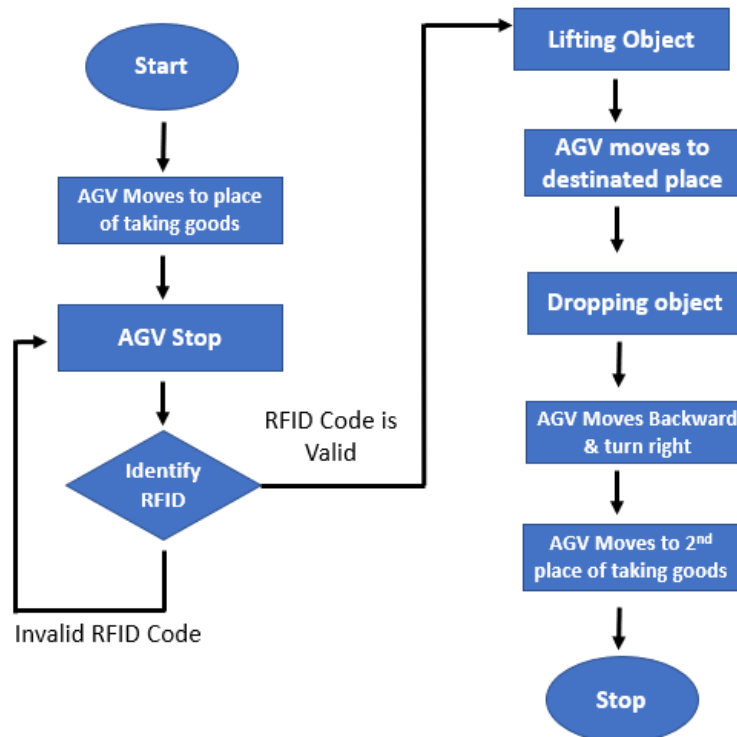 Start
AGV Moves to place
of taking goods
AGV Stop
Identify
RFID
Invalid RFID Code
RFID Code is
Valid
Lifting Object
AGV moves to
destinated place
Dropping object
AGV Moves Backward
& turn right
AGV Moves to 2nd
place of taking goods
Stop